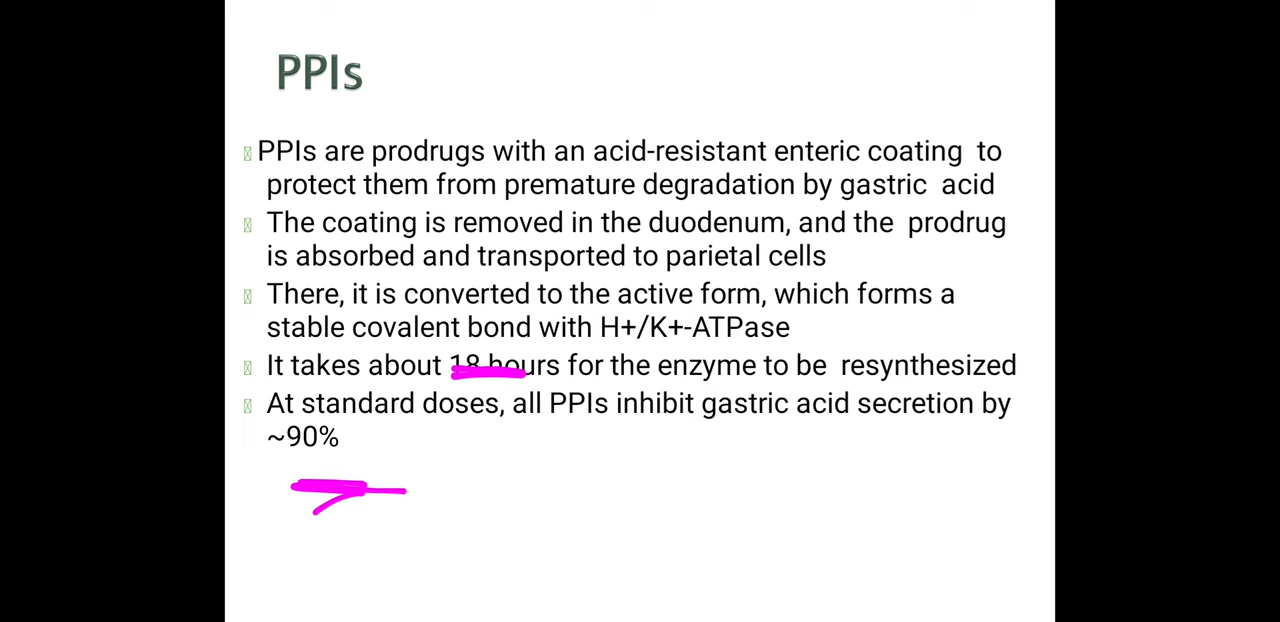 PPIs
PPIs are prodrugs with an acid-resistant enteric coating to
protect them from premature degradation by gastric acid
The coating is removed in the duodenum, and the prodrug
is absorbed and transported to parietal cells
There, it is converted to the active form, which forms a
stable covalent bond with H+/K+-ATPase
It takes about 18 hours for the enzyme to be resynthesized
At standard doses, all PPIs inhibit gastric acid secretion by
~90%